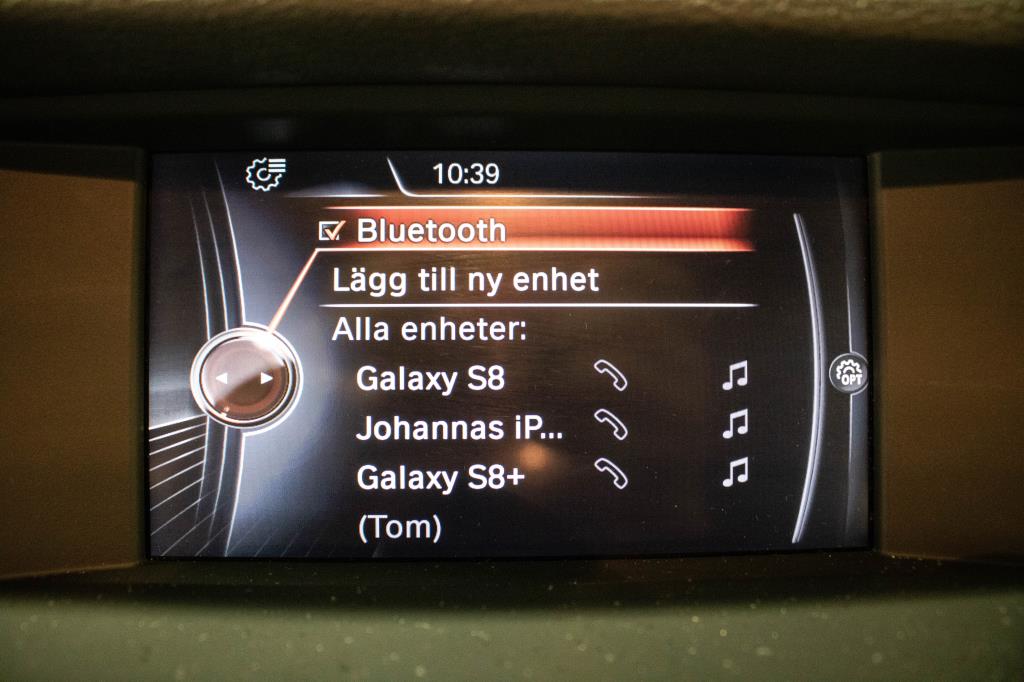 10:39
Bluetooth
Lägg till ny enhet
Alla enheter:
Galaxy S8
Johannas iP...
Galaxy S8+
(Tom)
OPT